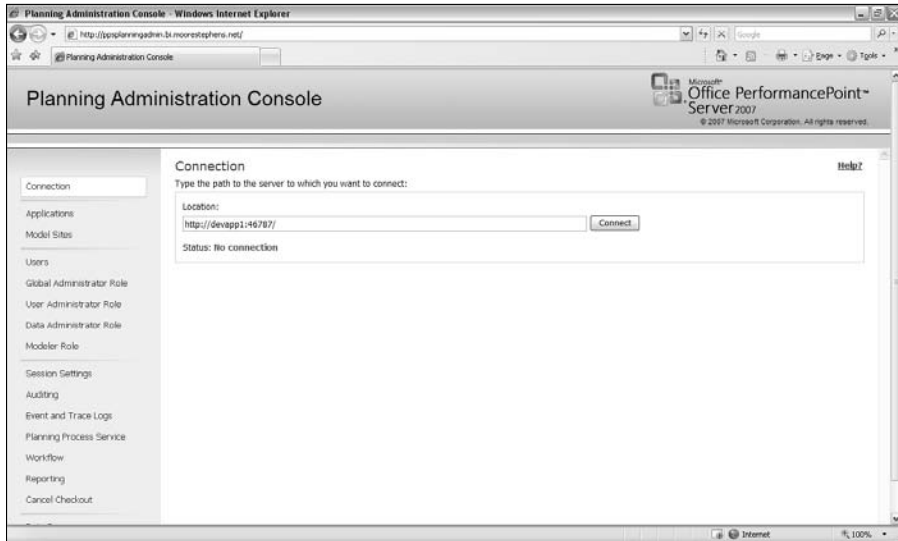 Planning Administration Console - Windows Internet Explorer
http://ppsplanningadmin.bi.moorestephens.net/
Google
Planning Administration Console
Page
Tools
Planning Administration Console
Microsoft®
Office PerformancePoint™
Server 2007
© 2007 Microsoft Corporation. All rights reserved.
Connection
Help?
Type the path to the server to which you want to connect:
Location:
http://devapp1:46787/
Connect
Status: No connection
Connection
Applications
Model Sites
Users
Global Administrator Role
User Administrator Role
Data Administrator Role
Modeler Role
Session Settings
Auditing
Event and Trace Logs
Planning Process Service
Workflow
Reporting
Cancel Checkout
Internet
100%